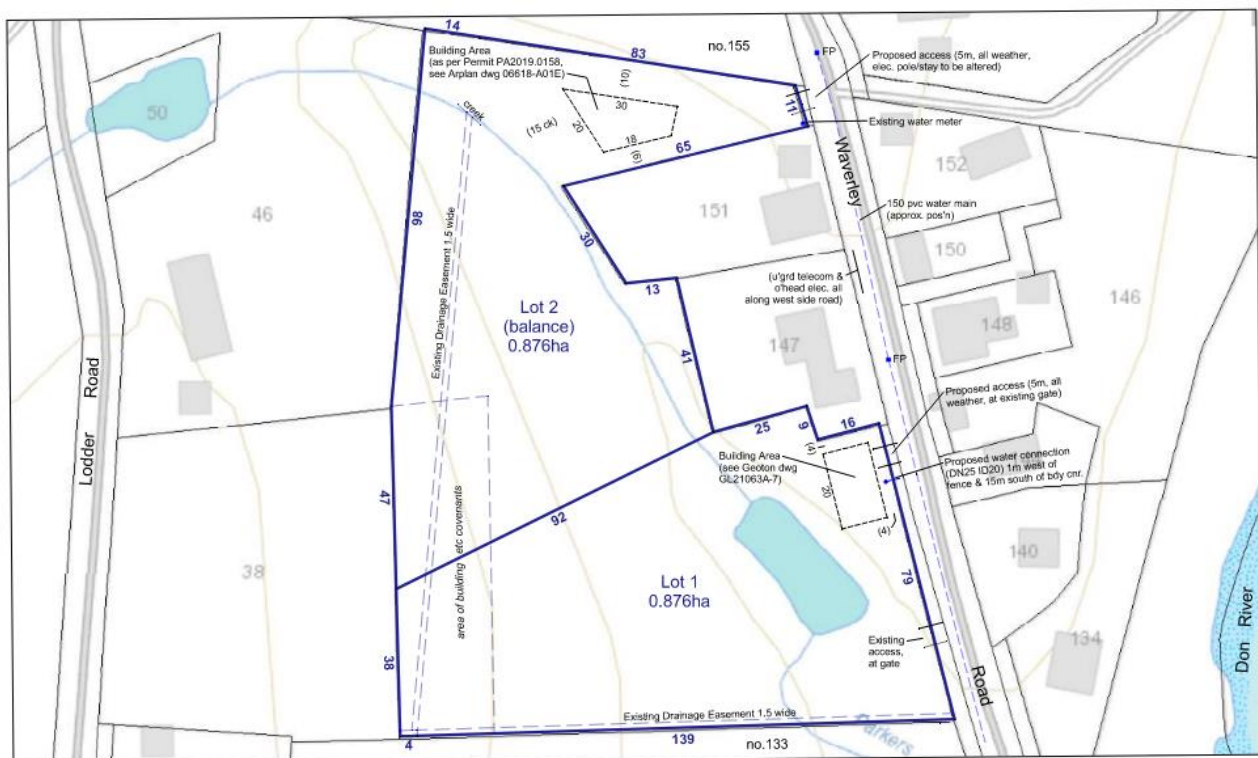 14
83
no.155
FP
Building Area
(as per Permit PA2019.0158,
see Arplan dwg 06618-A01E)
(10)
30
Proposed access (5m, all weather,
elec. pole/stay to be altered)
50
creek
(15 ck)
20
18
(6)
11
Existing water meter
65
Waverley
152
46
98
151
150 pvc water main
(approx. pos'n)
150
30
(u'grd telecom &
o'head elec. all
along west side road)
13
146
Existing Drainage Easement 1.5 wide
Lot 2
(balance)
0.876ha
148
147
41
FP
Lodder Road
Proposed access (5m, all
weather, at existing gate)
25
9
16
(4)
Building Area
(see Geoton dwg
GL21063A-7)
20
Proposed water connection
(DN25 ID20) 1m west of
fence & 15m south of bdy cnr.
47
92
(4)
140
38
area of building etc covenants
Lot 1
0.876ha
79
Don River
38
Existing
access,
at gate
134
Road
Existing Drainage Easement 1.5 wide
4
139
no.133
Parkers